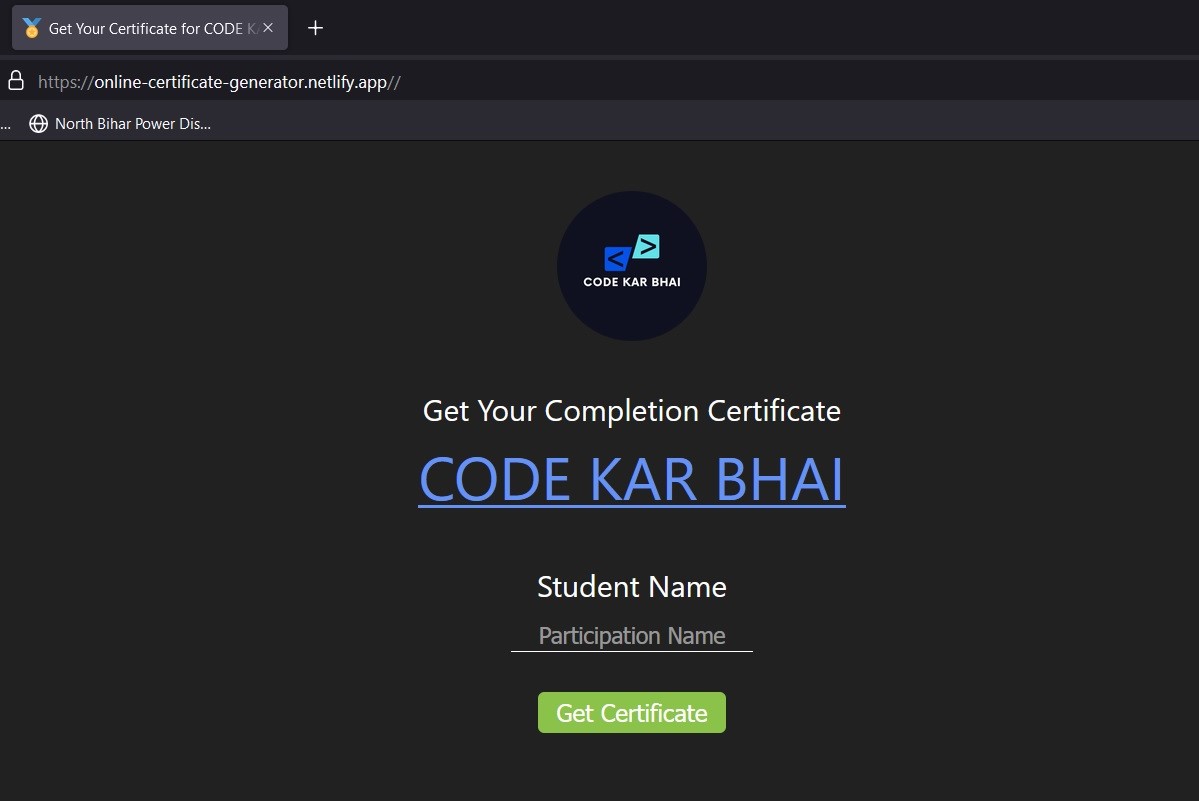 Get Your Certificate for CODE K
https://online-certificate-generator.netlify.app//
... North Bihar Power Dis...
< >
CODE KAR BHAI
Get Your Completion Certificate
CODE KAR BHAI
Student Name
Participation Name
Get Certificate